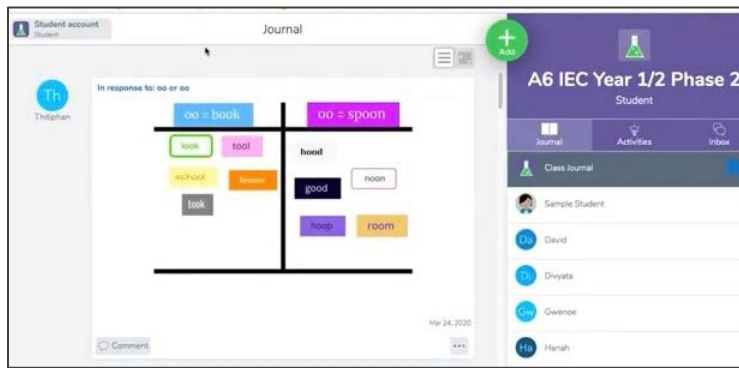 Student account
Student
Journal
Add
Th
Thitiphan
In response to: oo or oo
oo = book
oo = spoon
look
tool
school
broom
took
hood
good
noon
hoop
room
Mar 24, 2020
Comment
A6 IEC Year 1/2 Phase 2
Student
Journal
Activities
Inbox
Class Journal
Sample Student
Da
David
Di
Divyata
Gw
Gwenoe
Ha
Hanah